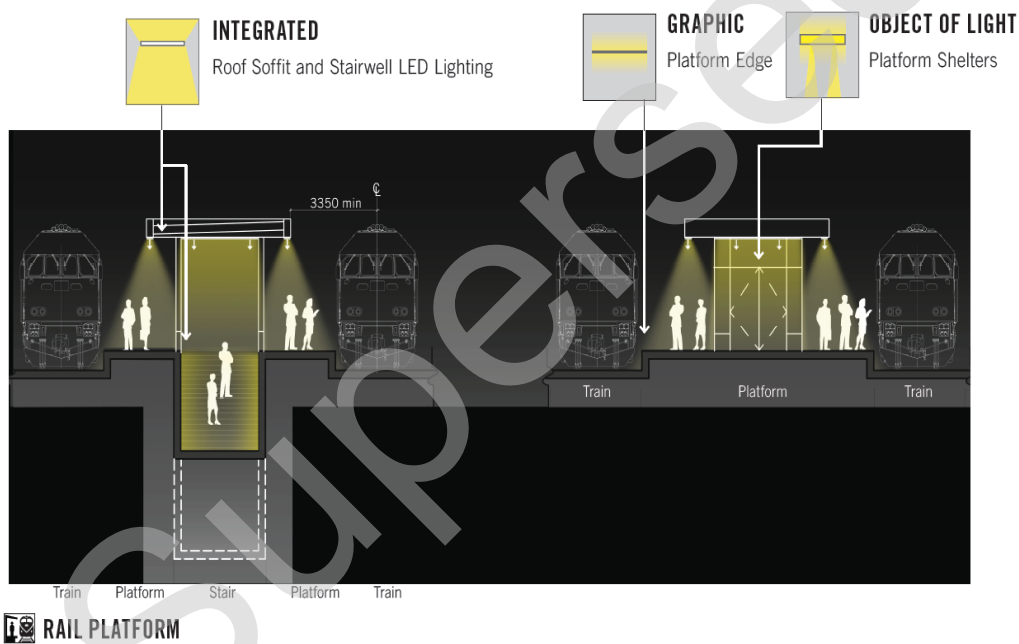 INTEGRATED
Roof Soffit and Stairwell LED Lighting
GRAPHIC
Platform Edge
OBJECT OF LIGHT
Platform Shelters
3350 min
℄
Train
Platform
Train
Train
Platform
Stair
Platform
Train
RAIL PLATFORM
Superse